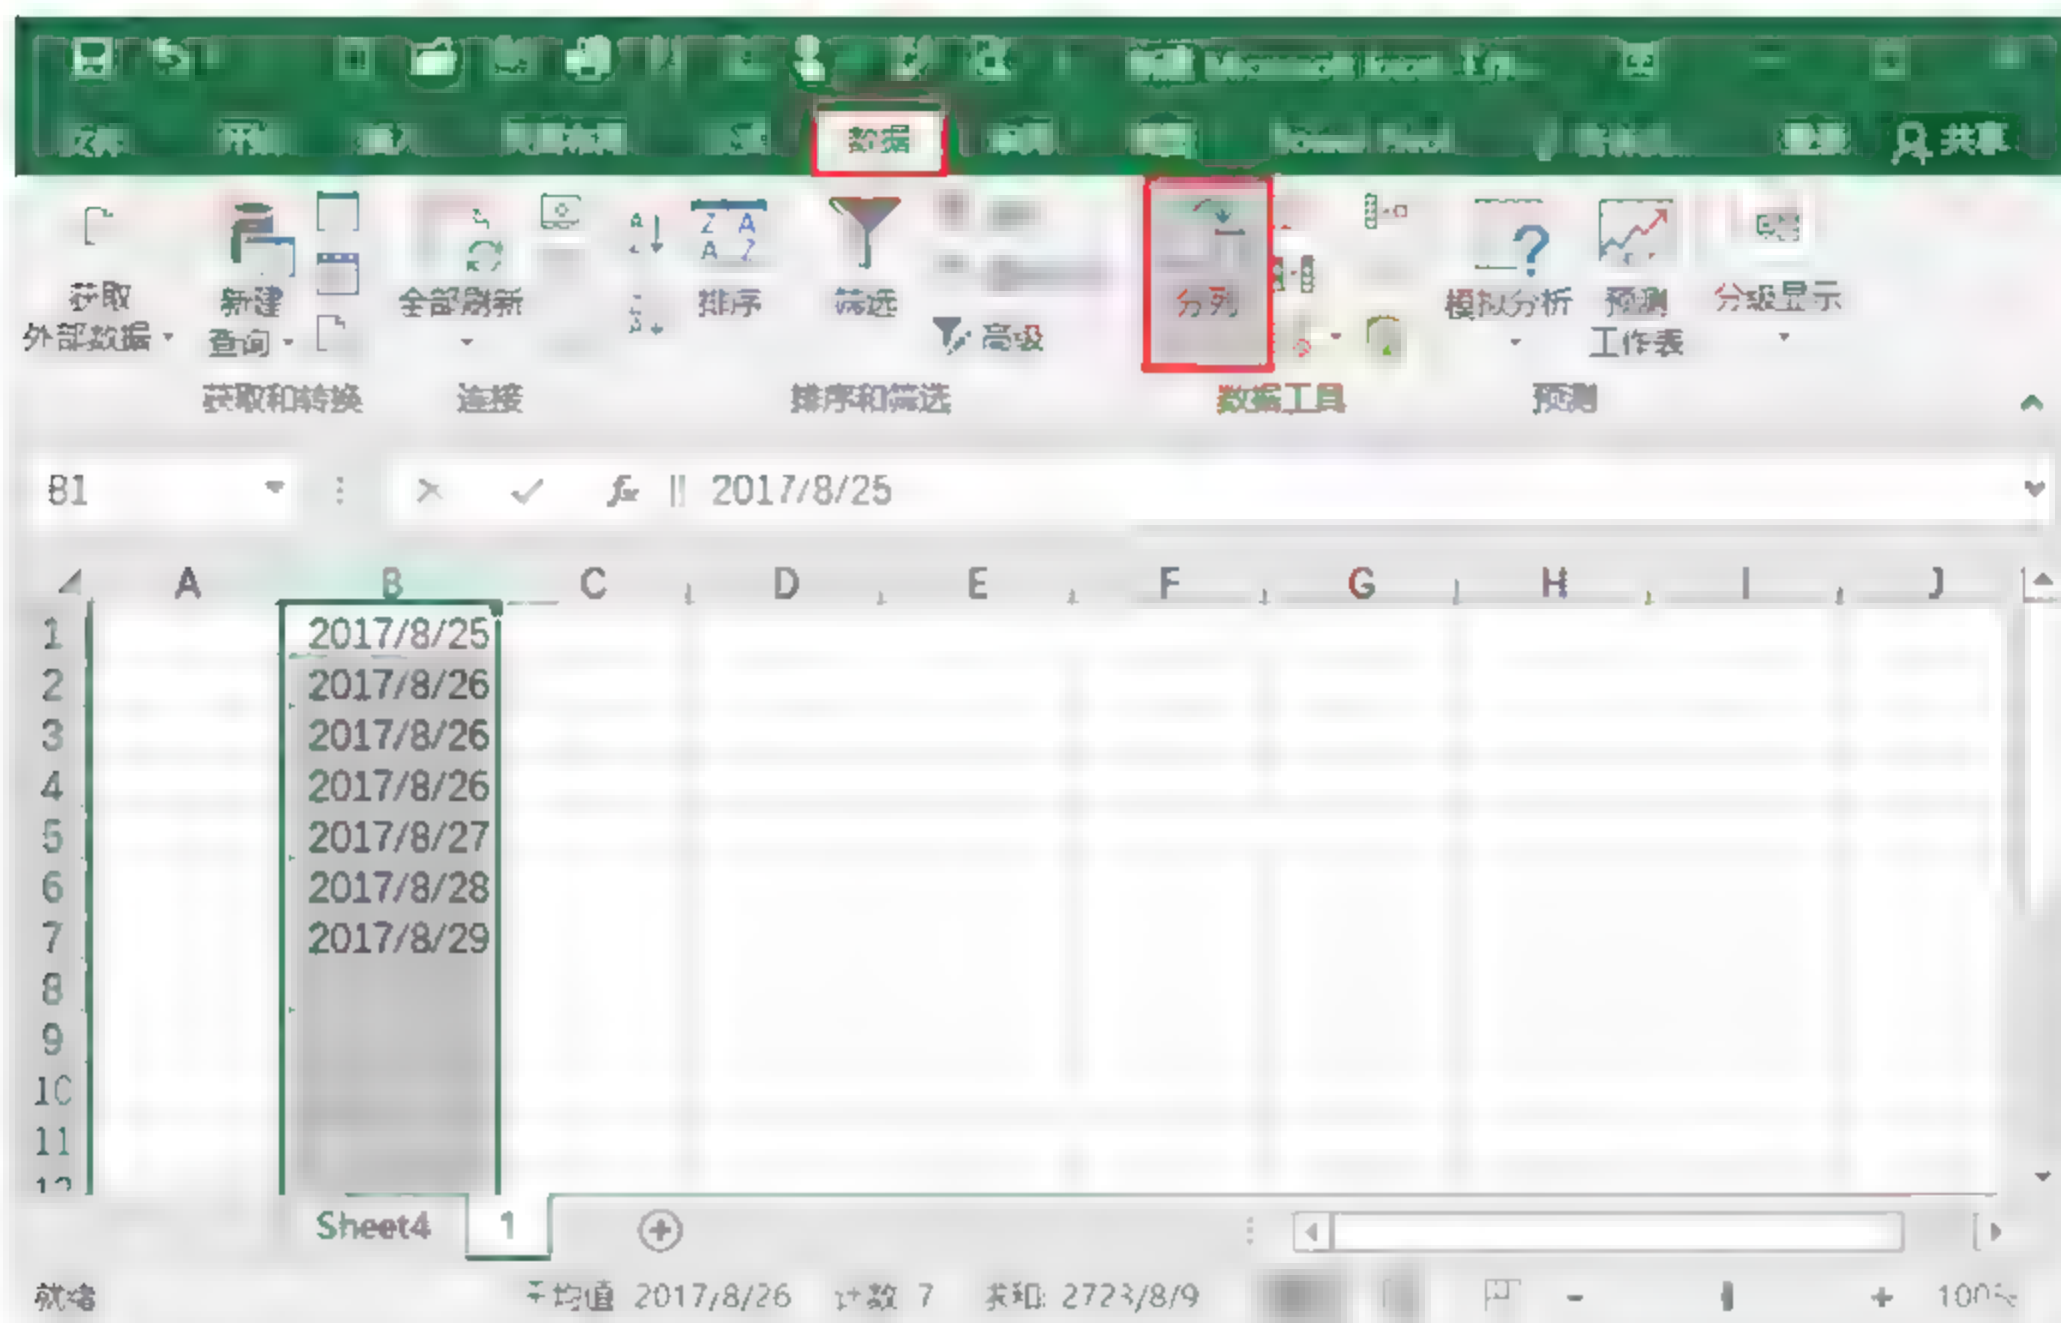 数据
共享
获取
外部数据
新建
查询
全部刷新
排序
筛选
高级
分列
模拟分析
预测
工作表
分级显示
获取和转换
连接
排序和筛选
数据工具
预测
B1
fx
2017/8/25
A B C D E F G H I J
1 2017/8/25
2 2017/8/26
3 2017/8/26
4 2017/8/26
5 2017/8/27
6 2017/8/28
7 2017/8/29
8
9
10
11
12
Sheet4 1
就绪 平均值 2017/8/26 计数 7 求和: 2723/8/9 100%